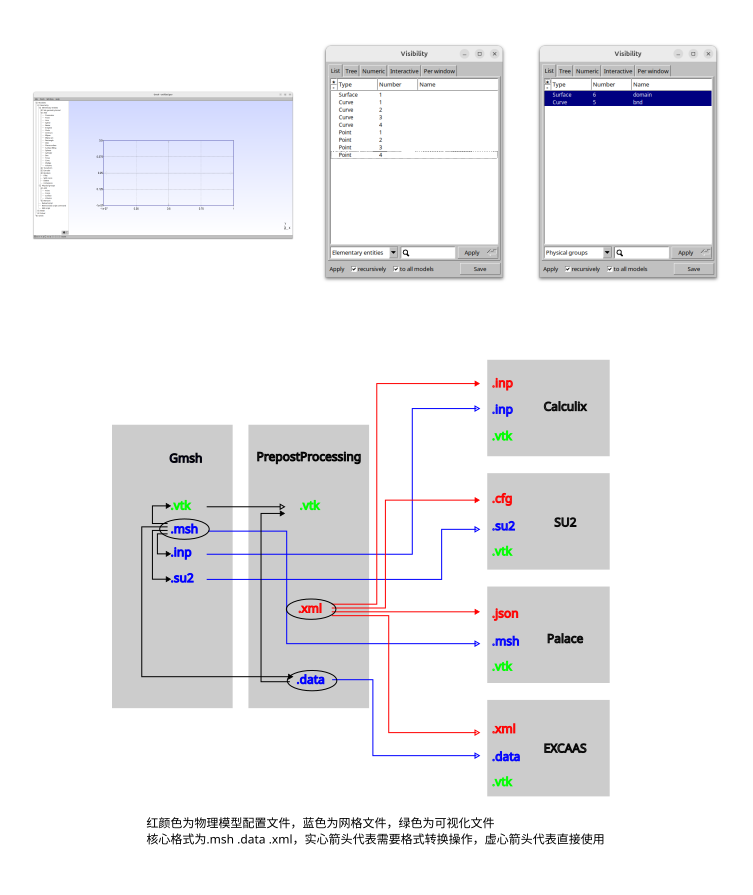 Visibility
List Tree Numeric Interactive Per window
Type Number Name
Surface 1
Curve 1
Curve 2
Curve 3
Curve 4
Point 1
Point 2
Point 3
Point 4
Elementary entities Apply
Apply recursively to all models Save
Visibility
List Tree Numeric Interactive Per window
Type Number Name
Surface 6 domain
Curve 5 bnd
Physical groups Apply
Apply recursively to all models Save
Gmsh
.vtk
.msh
.inp
.su2
PrepostProcessing
.vtk
.xml
.data
.inp
.inp
.vtk
Calculix
.cfg
.su2
.vtk
SU2
.json
.msh
.vtk
Palace
.xml
.data
.vtk
EXCAAS
红颜色为物理模型配置文件，蓝色为网格文件，绿色为可视化文件
核心格式为.msh .data .xml，实心箭头代表需要格式转换操作，虚心箭头代表直接使用